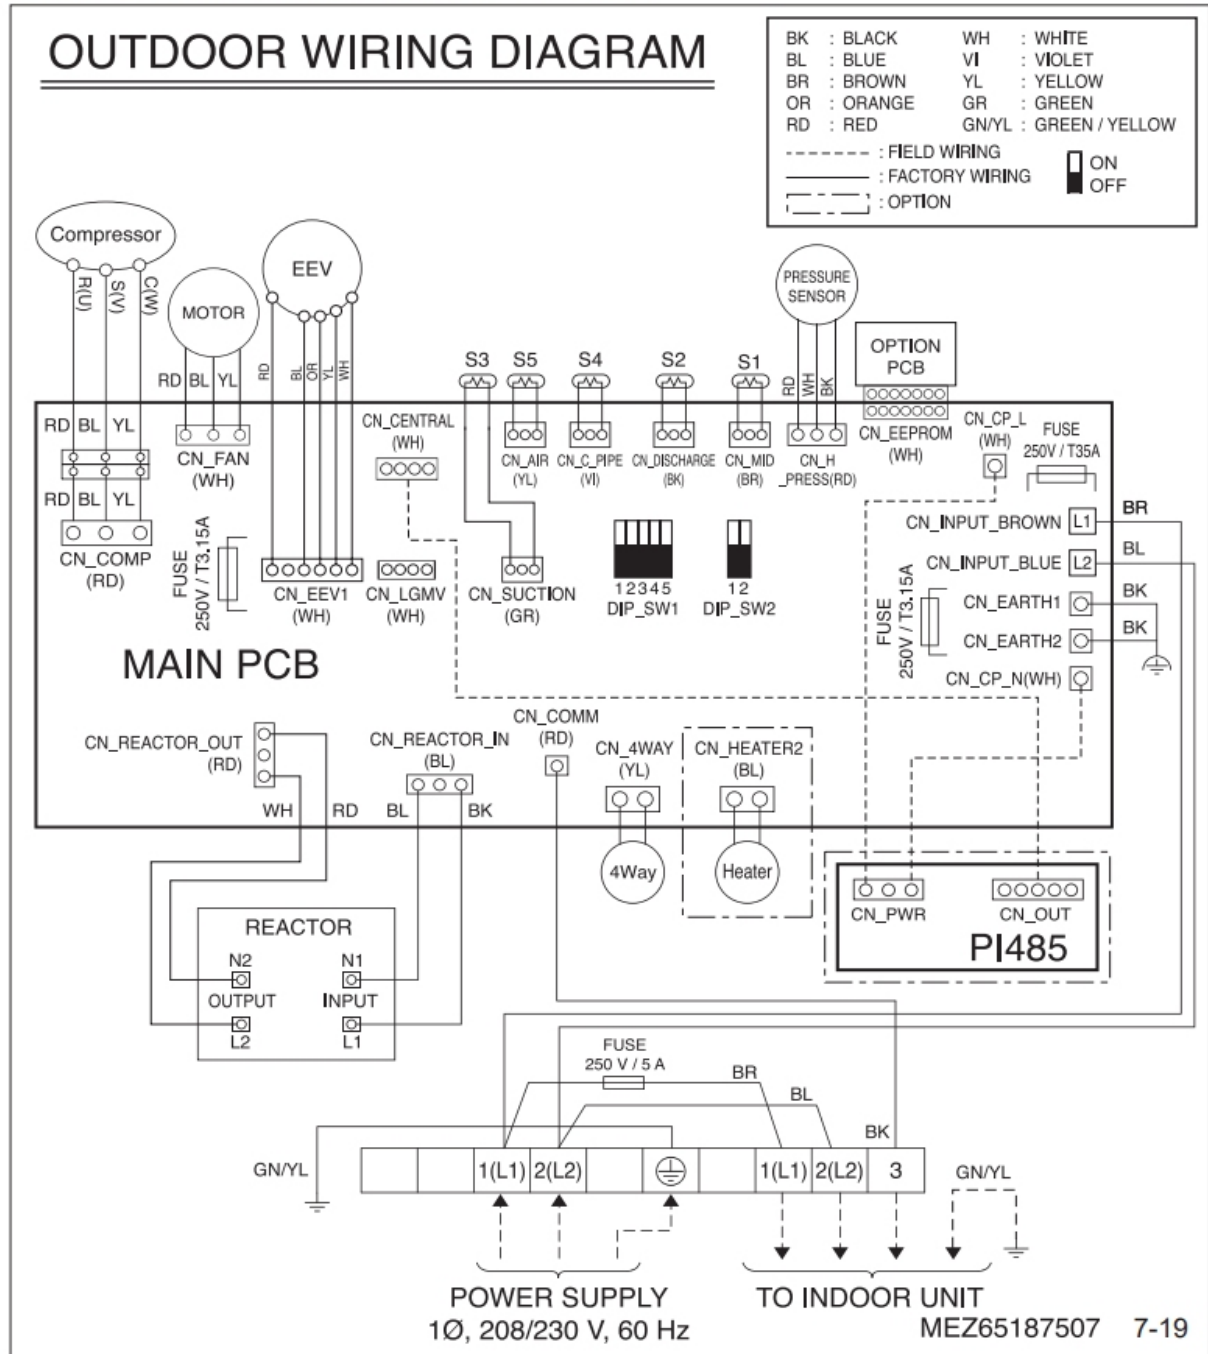 OUTDOOR WIRING DIAGRAM
BK : BLACK WH : WHITE
BL : BLUE VI : VIOLET
BR : BROWN YL : YELLOW
OR : ORANGE GR : GREEN
RD : RED GN/YL : GREEN / YELLOW
: FIELD WIRING
: FACTORY WIRING
: OPTION
ON
OFF
Compressor
R(U)
S(V)
C(W)
MOTOR
EEV
PRESSURE
SENSOR
OPTION
PCB
RD BL YL
RD
BL
OR
YL
WH
S3 S5 S4 S2 S1
RD
WH
BK
RD BL YL
RD BL YL
CN_COMP
(RD)
CN_FAN
(WH)
FUSE
250V / T3.15A
CN_EEV1
(WH)
CN_CENTRAL
(WH)
CN_LGMV
(WH)
CN_SUCTION
(GR)
CN_AIR
(YL)
CN_C_PIPE
(VI)
CN_DISCHARGE
(BK)
CN_MID
(BR)
CN_H
_PRESS(RD)
CN_EEPROM
(WH)
CN_CP_L
(WH)
FUSE
250V / T35A
12345
DIP_SW1
12
DIP_SW2
CN_INPUT_BROWN L1 BR
CN_INPUT_BLUE L2 BL
FUSE
250V / T3.15A
CN_EARTH1 BK
CN_EARTH2 BK
CN_CP_N(WH)
MAIN PCB
CN_REACTOR_OUT
(RD)
CN_REACTOR_IN
(BL)
CN_COMM
(RD)
CN_4WAY
(YL)
CN_HEATER2
(BL)
WH RD BL BK
4Way
Heater
CN_PWR CN_OUT
PI485
REACTOR
N2 N1
OUTPUT INPUT
L2 L1
FUSE
250 V / 5 A
BR
BL
BK
GN/YL
1(L1) 2(L2) 1(L1) 2(L2) 3
GN/YL
POWER SUPPLY
1Ø, 208/230 V, 60 Hz
TO INDOOR UNIT
MEZ65187507 7-19